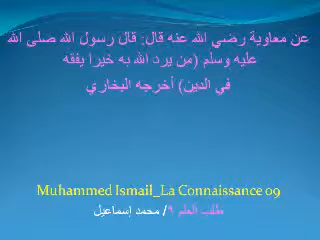 عن معاوية رضي الله عنه قال: قال رسول الله صلى الله
عليه وسلم (من يرد الله به خيرا يفقه
في الدين) أخرجه البخاري
Muhammed Ismail_La Connaissance 09
طلب العلم ٩/ محمد إسماعيل